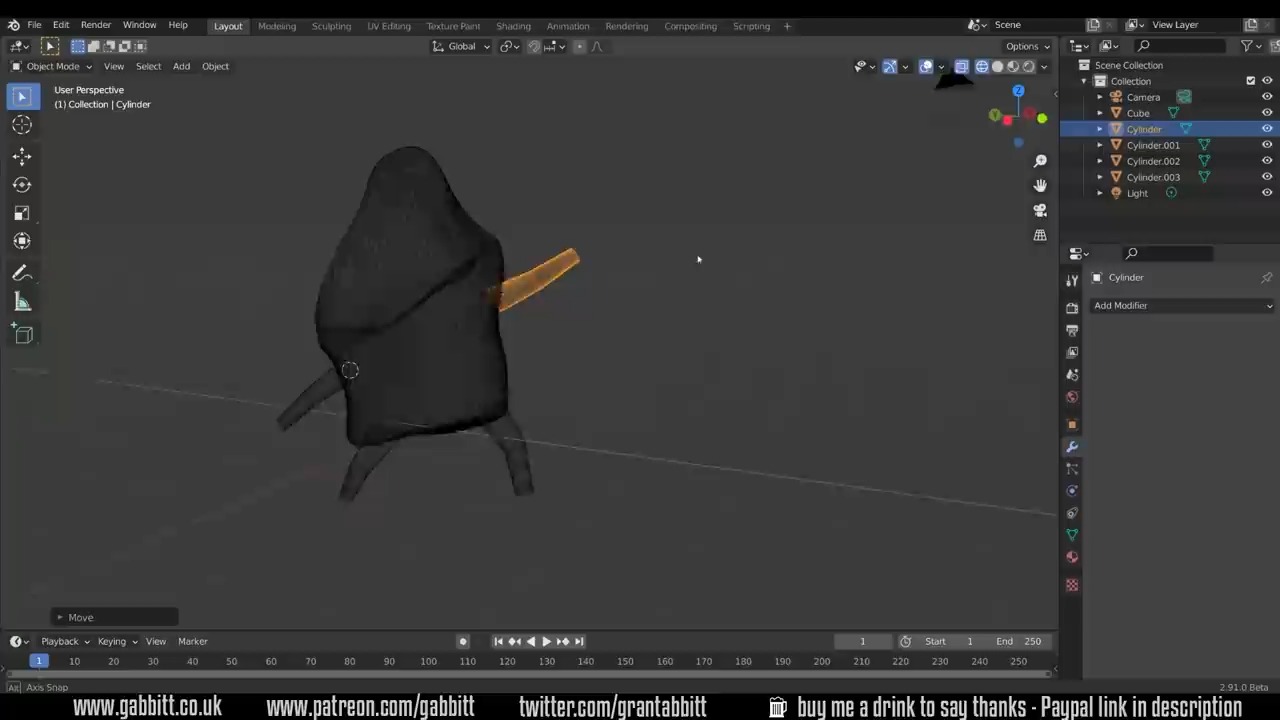 File Edit Render Window Help Layout Modeling Sculpting UV Editing Texture Paint Shading Animation Rendering Compositing Scripting + Scene View Layer
Global Options
Object Mode View Select Add Object
User Perspective
(1) Collection | Cylinder
Z
Y
Scene Collection
Collection
Camera
Cube
Cylinder
Cylinder.001
Cylinder.002
Cylinder.003
Light
Cylinder
Add Modifier
Move
Playback Keying View Marker 1 Start 1 End 250
1 10 20 30 40 50 60 70 80 90 100 110 120 130 140 150 160 170 180 190 200 210 220 230 240 250
Alt Axis Snap 2.91.0 Beta
www.gabbitt.co.uk www.patreon.com/gabbitt twitter.com/grantabbitt buy me a drink to say thanks - Paypal link in description